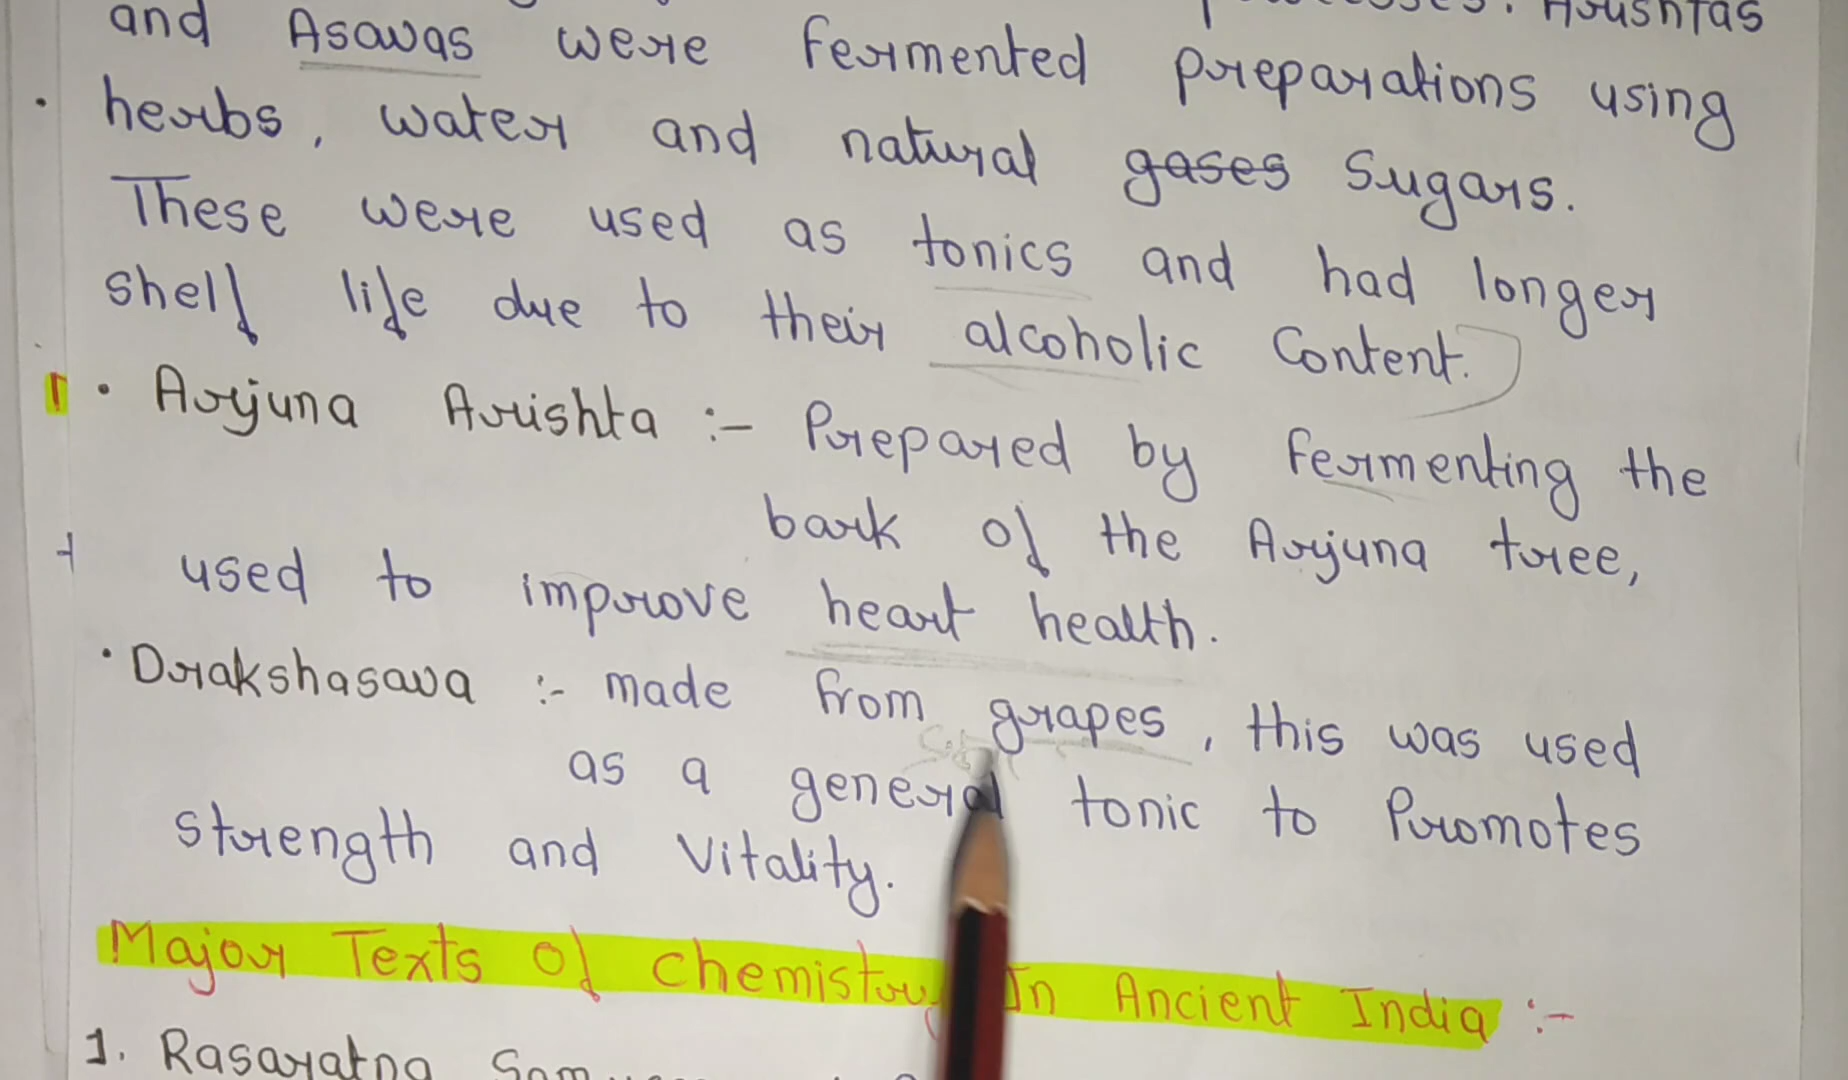 and Asavas were fermented preparations using
herbs, water and natural gases Sugars.
These were used as tonics and had longer
shelf life due to their alcoholic Content.
• Arjuna Arishta :- Prepared by fermenting the
bark of the Arjuna tree,
used to improve heart health.
• Drakshasava :- made from grapes, this was used
as a general tonic to Promotes
strength and Vitality.
Major Texts of Chemistry In Ancient India :-
1. Rasaratna